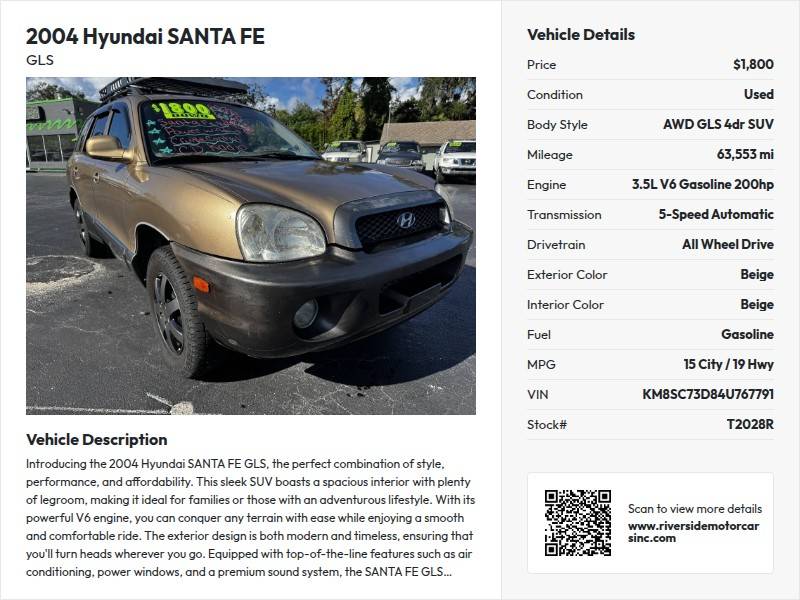 2004 Hyundai SANTA FE
GLS
$1800
DOWN
Vehicle Description
Introducing the 2004 Hyundai SANTA FE GLS, the perfect combination of style,
performance, and affordability. This sleek SUV boasts a spacious interior with plenty
of legroom, making it ideal for families or those with an adventurous lifestyle. With its
powerful V6 engine, you can conquer any terrain with ease while enjoying a smooth
and comfortable ride. The exterior design is both modern and timeless, ensuring that
you'll turn heads wherever you go. Equipped with top-of-the-line features such as air
conditioning, power windows, and a premium sound system, the SANTA FE GLS...
Vehicle Details
Price $1,800
Condition Used
Body Style AWD GLS 4dr SUV
Mileage 63,553 mi
Engine 3.5L V6 Gasoline 200hp
Transmission 5-Speed Automatic
Drivetrain All Wheel Drive
Exterior Color Beige
Interior Color Beige
Fuel Gasoline
MPG 15 City / 19 Hwy
VIN KM8SC73D84U767791
Stock# T2028R
Scan to view more details
www.riversidemotorcar
sinc.com